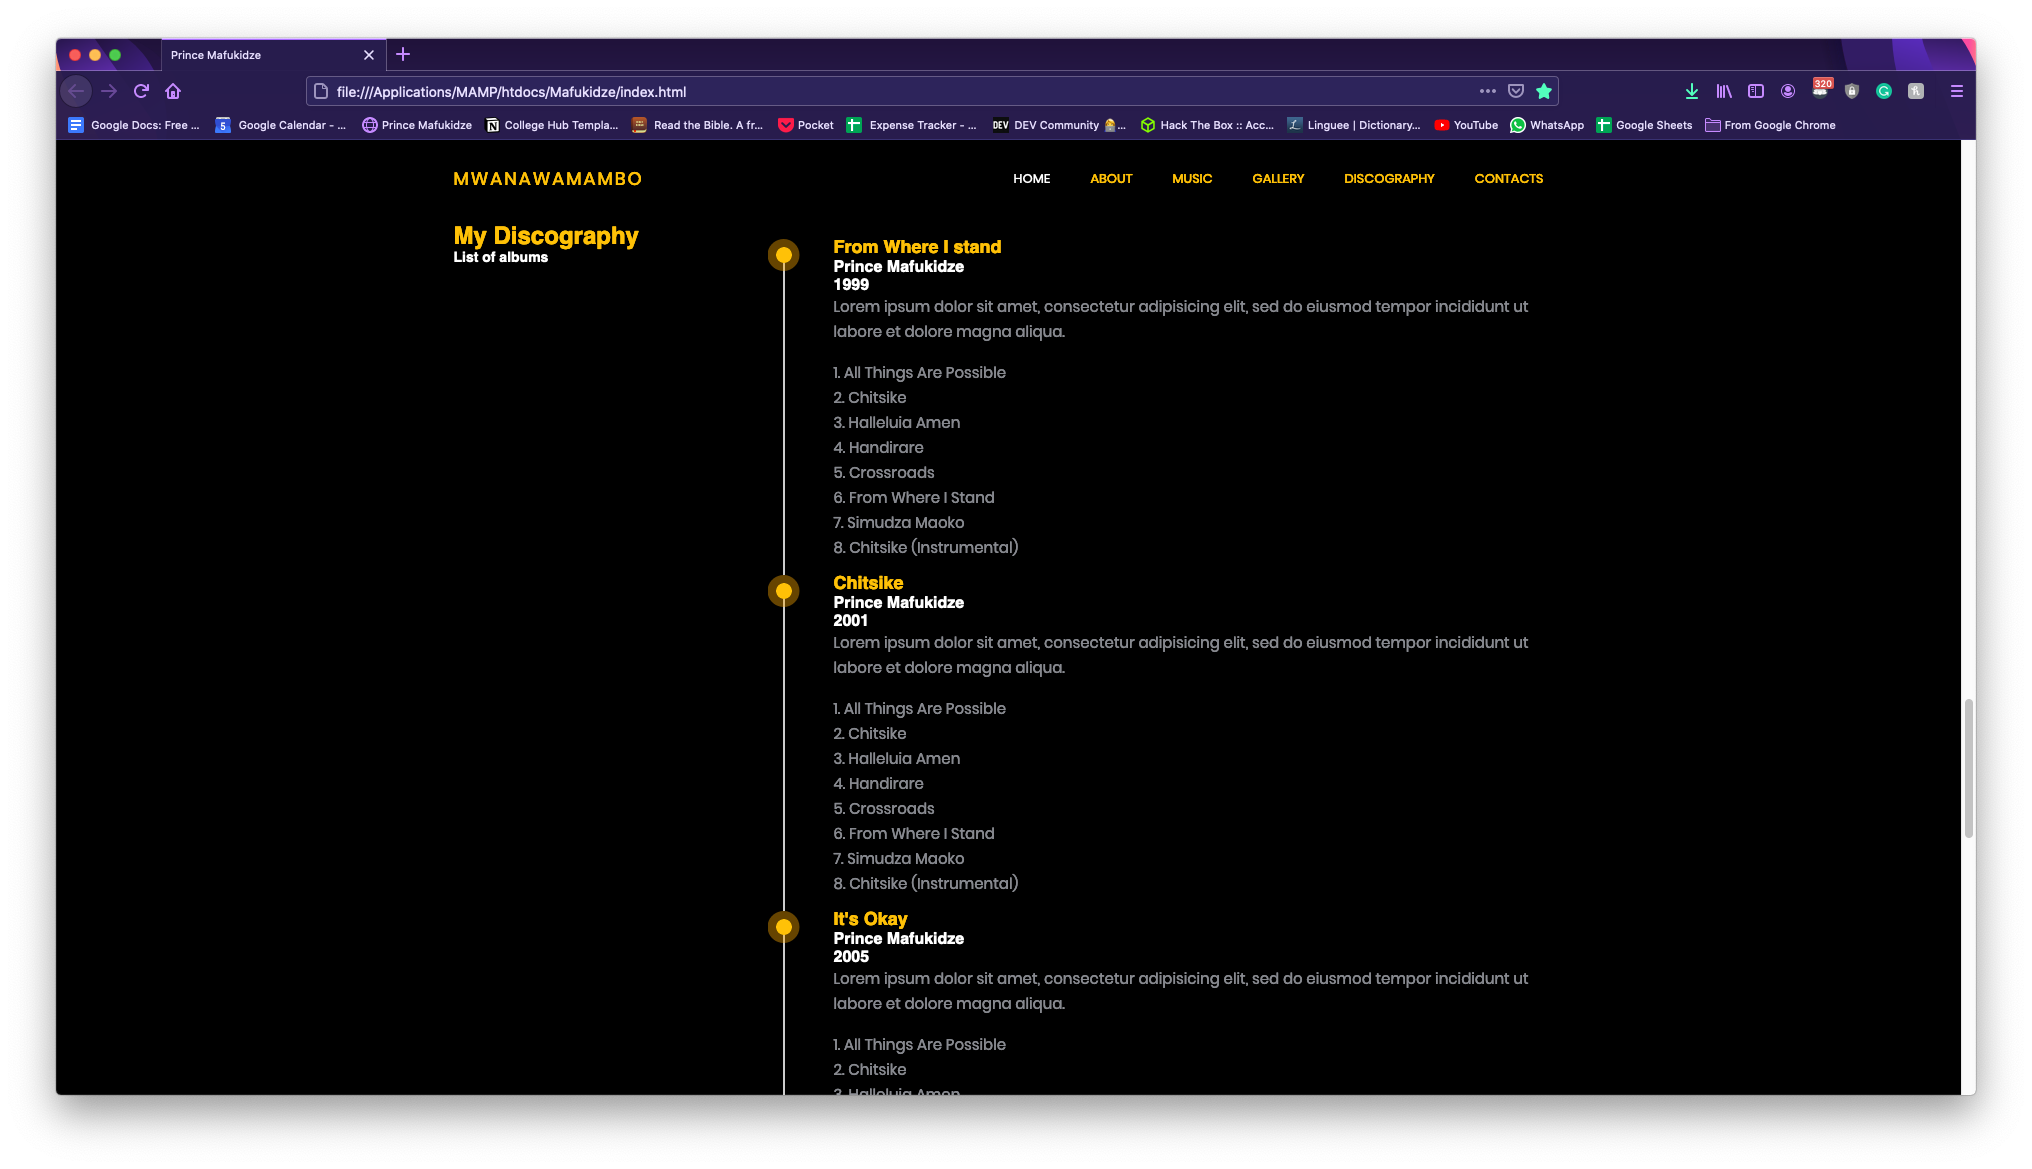 Prince Mafukidze
file:///Applications/MAMP/htdocs/Mafukidze/index.html
320
Google Docs: Free ...
5 Google Calendar - ...
Prince Mafukidze
College Hub Templa...
Read the Bible. A fr...
Pocket
Expense Tracker - ...
DEV DEV Community ...
Hack The Box :: Acc...
Linguee | Dictionary...
YouTube
WhatsApp
Google Sheets
From Google Chrome
MWANAWAMAMBO
HOME ABOUT MUSIC GALLERY DISCOGRAPHY CONTACTS
My Discography
List of albums
From Where I stand
Prince Mafukidze
1999
Lorem ipsum dolor sit amet, consectetur adipisicing elit, sed do eiusmod tempor incididunt ut
labore et dolore magna aliqua.
1. All Things Are Possible
2. Chitsike
3. Halleluia Amen
4. Handirare
5. Crossroads
6. From Where I Stand
7. Simudza Maoko
8. Chitsike (Instrumental)
Chitsike
Prince Mafukidze
2001
Lorem ipsum dolor sit amet, consectetur adipisicing elit, sed do eiusmod tempor incididunt ut
labore et dolore magna aliqua.
1. All Things Are Possible
2. Chitsike
3. Halleluia Amen
4. Handirare
5. Crossroads
6. From Where I Stand
7. Simudza Maoko
8. Chitsike (Instrumental)
It's Okay
Prince Mafukidze
2005
Lorem ipsum dolor sit amet, consectetur adipisicing elit, sed do eiusmod tempor incididunt ut
labore et dolore magna aliqua.
1. All Things Are Possible
2. Chitsike
3. Halleluia Amen